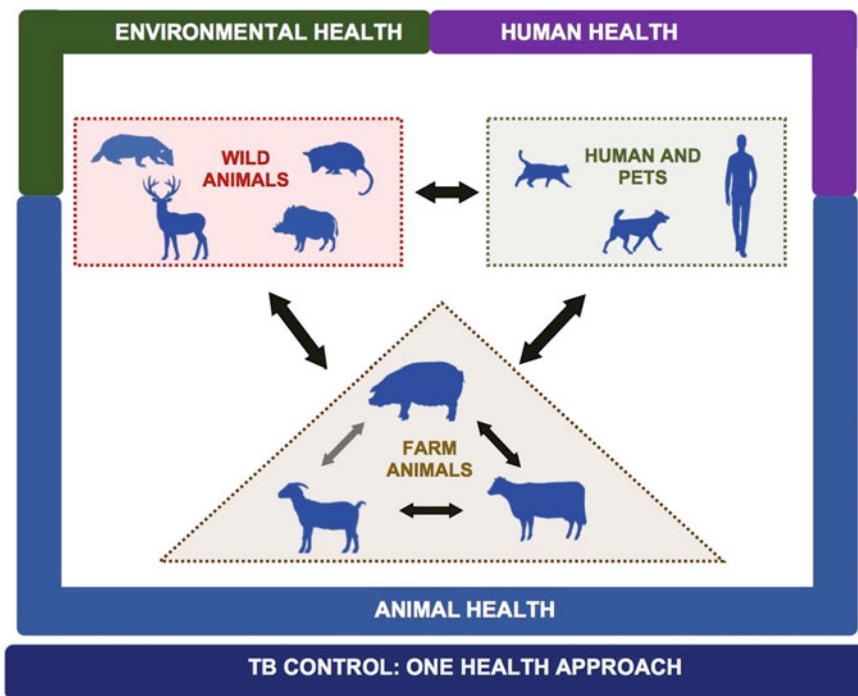 ENVIRONMENTAL HEALTH
HUMAN HEALTH
WILD
ANIMALS
HUMAN AND
PETS
FARM
ANIMALS
ANIMAL HEALTH
TB CONTROL: ONE HEALTH APPROACH